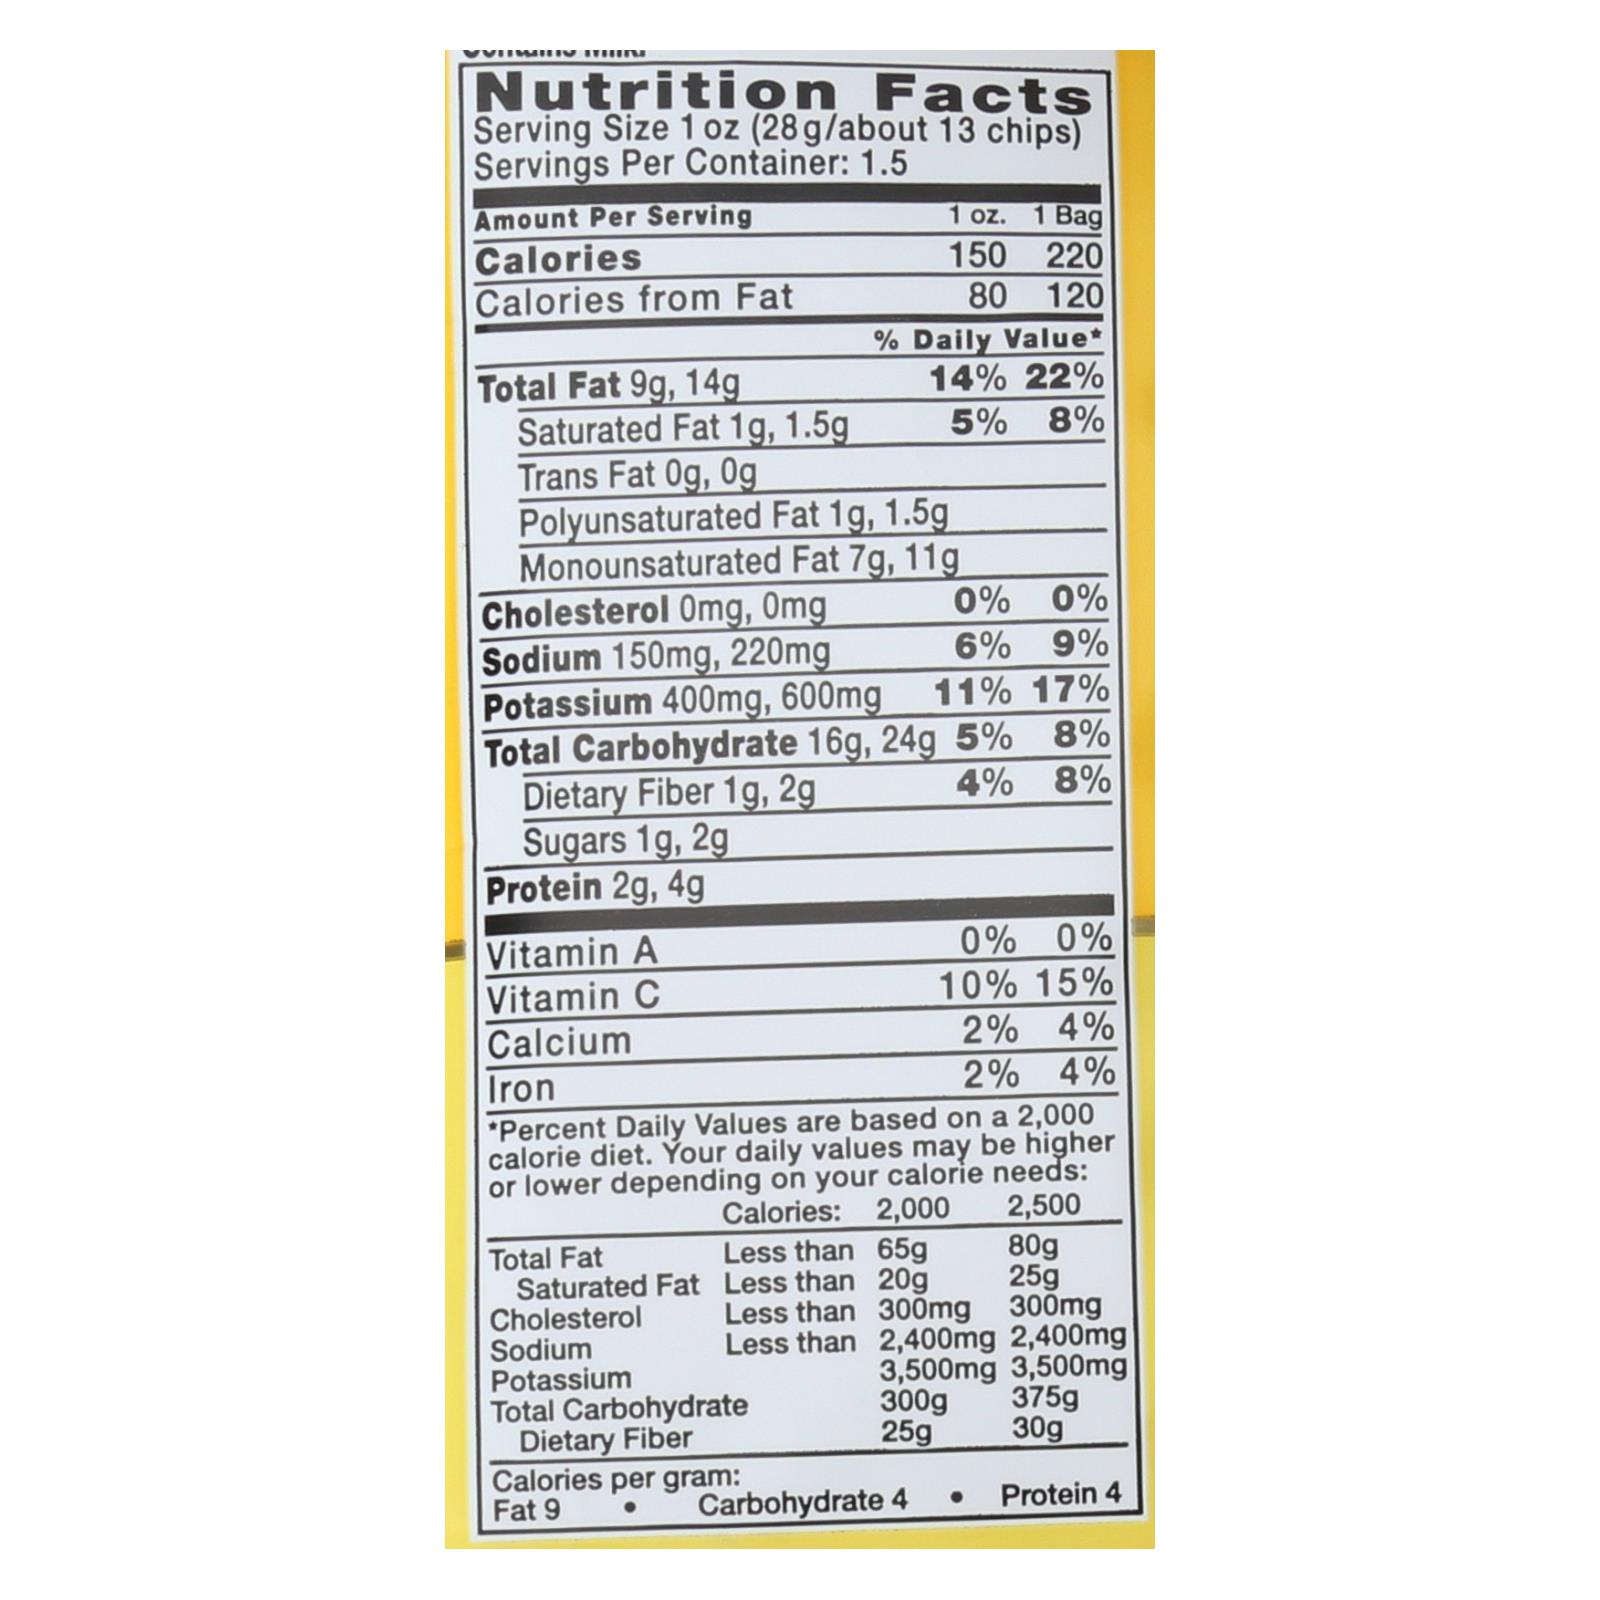 Contains Milk.
Nutrition Facts
Serving Size 1 oz (28g/about 13 chips)
Servings Per Container: 1.5
Amount Per Serving 1 oz. 1 Bag
Calories 150 220
Calories from Fat 80 120
% Daily Value*
Total Fat 9g, 14g 14% 22%
Saturated Fat 1g, 1.5g 5% 8%
Trans Fat 0g, 0g
Polyunsaturated Fat 1g, 1.5g
Monounsaturated Fat 7g, 11g
Cholesterol 0mg, 0mg 0% 0%
Sodium 150mg, 220mg 6% 9%
Potassium 400mg, 600mg 11% 17%
Total Carbohydrate 16g, 24g 5% 8%
Dietary Fiber 1g, 2g 4% 8%
Sugars 1g, 2g
Protein 2g, 4g
Vitamin A 0% 0%
Vitamin C 10% 15%
Calcium 2% 4%
Iron 2% 4%
*Percent Daily Values are based on a 2,000
calorie diet. Your daily values may be higher
or lower depending on your calorie needs:
Calories: 2,000 2,500
Total Fat Less than 65g 80g
Saturated Fat Less than 20g 25g
Cholesterol Less than 300mg 300mg
Sodium Less than 2,400mg 2,400mg
Potassium 3,500mg 3,500mg
Total Carbohydrate 300g 375g
Dietary Fiber 25g 30g
Calories per gram:
Fat 9 • Carbohydrate 4 • Protein 4